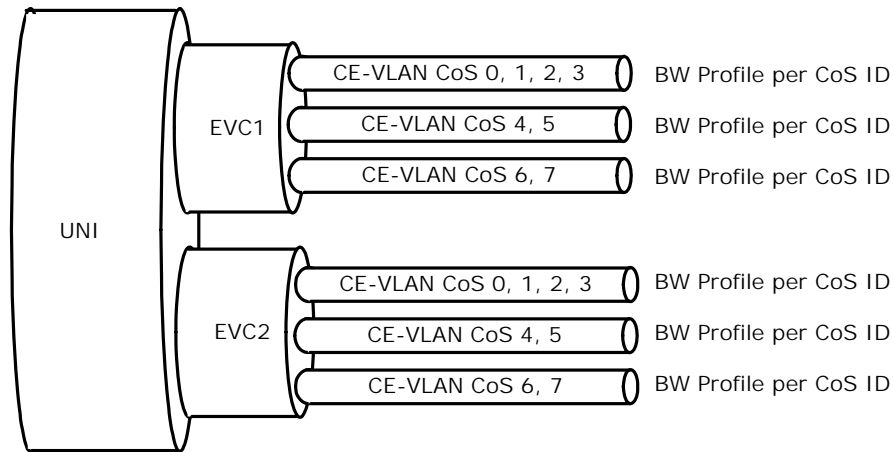 CE-VLAN CoS 0, 1, 2, 3 BW Profile per CoS ID
EVC1 CE-VLAN CoS 4, 5 BW Profile per CoS ID
CE-VLAN CoS 6, 7 BW Profile per CoS ID
UNI
CE-VLAN CoS 0, 1, 2, 3 BW Profile per CoS ID
EVC2 CE-VLAN CoS 4, 5 BW Profile per CoS ID
CE-VLAN CoS 6, 7 BW Profile per CoS ID